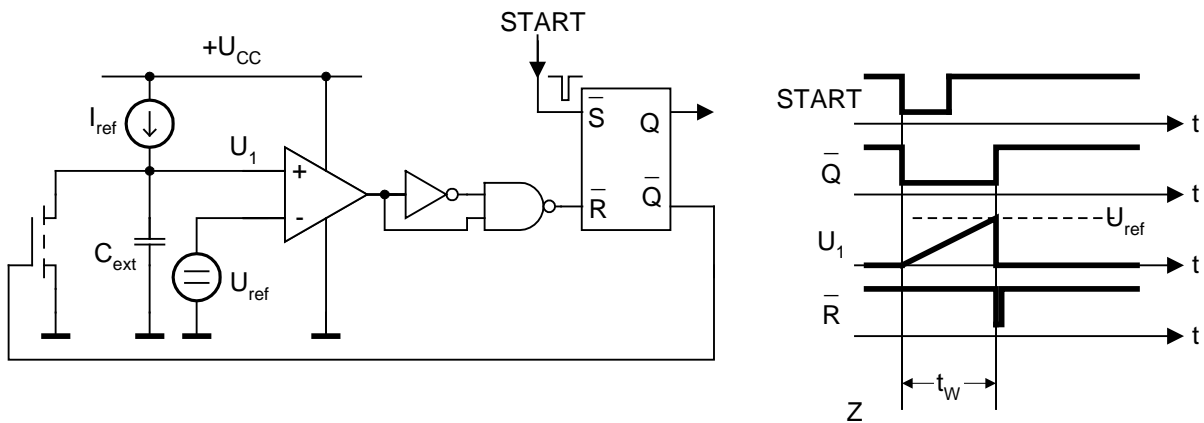 START
+U_CC
I_ref
U_1
+
-
C_ext
U_ref
S̅
Q
R̅
Q̅
START
t
Q̅
t
U_ref
U_1
t
R̅
t
t_W
Z